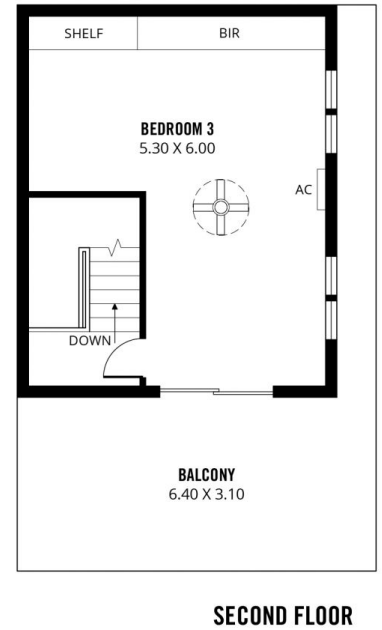 SHELF
BIR
BEDROOM 3
5.30 X 6.00
AC
DOWN
BALCONY
6.40 X 3.10
SECOND FLOOR